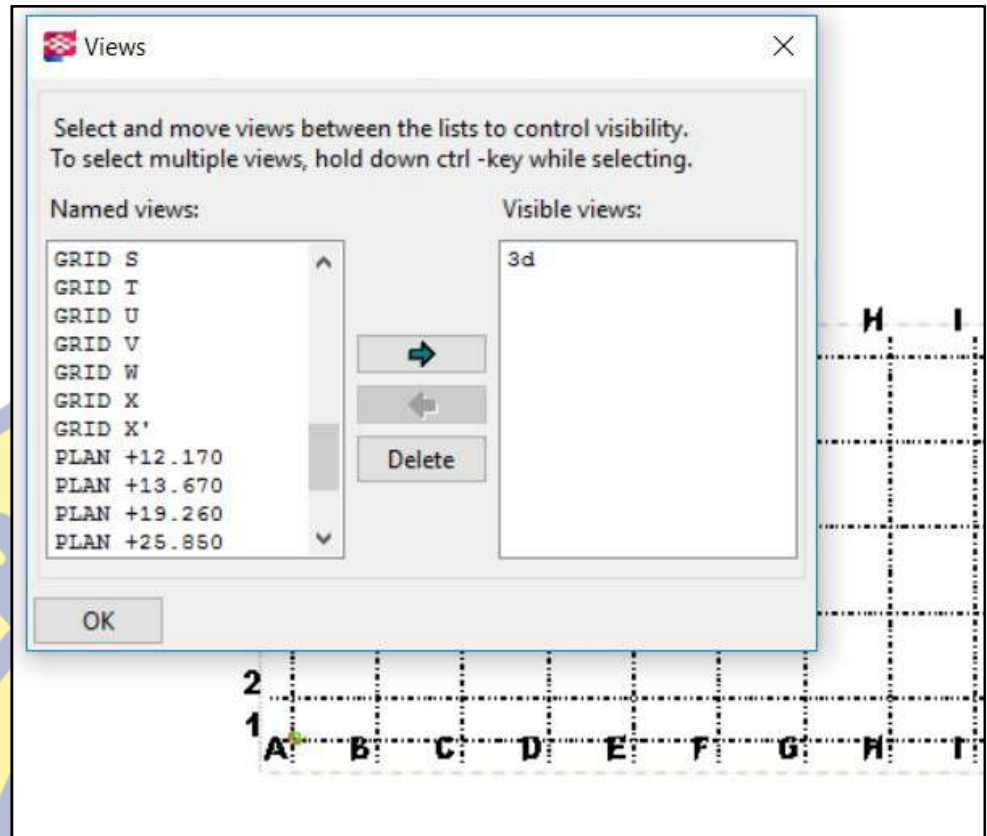 Views
Select and move views between the lists to control visibility.
To select multiple views, hold down ctrl -key while selecting.
Named views:
Visible views:
GRID S
GRID T
GRID U
GRID V
GRID W
GRID X
GRID X'
PLAN +12.170
PLAN +13.670
PLAN +19.260
PLAN +25.850
3d
Delete
OK
H I
2
1
A B C D E F G H I